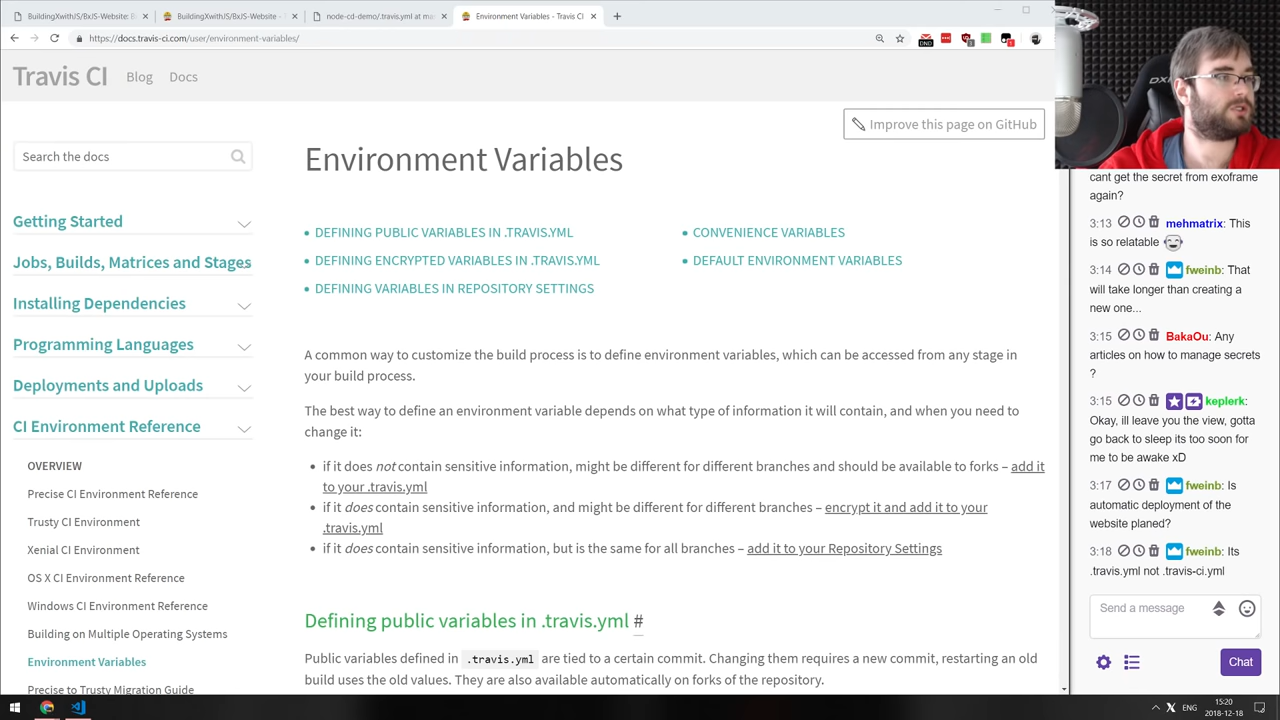 BuildingXwithJS/BxJS-Website: B
BuildingXwithJS/BxJS-Website -
node-cd-demo/.travis.yml at m
Environment Variables - Travis CI
https://docs.travis-ci.com/user/environment-variables/
DND
Travis CI
Blog
Docs
Improve this page on GitHub
Search the docs
Getting Started
Jobs, Builds, Matrices and Stages
Installing Dependencies
Programming Languages
Deployments and Uploads
CI Environment Reference
OVERVIEW
Precise CI Environment Reference
Trusty CI Environment
Xenial CI Environment
OS X CI Environment Reference
Windows CI Environment Reference
Building on Multiple Operating Systems
Environment Variables
Precise to Trusty Migration Guide
Environment Variables
DEFINING PUBLIC VARIABLES IN .TRAVIS.YML
DEFINING ENCRYPTED VARIABLES IN .TRAVIS.YML
DEFINING VARIABLES IN REPOSITORY SETTINGS
CONVENIENCE VARIABLES
DEFAULT ENVIRONMENT VARIABLES
A common way to customize the build process is to define environment variables, which can be accessed from any stage in
your build process.
The best way to define an environment variable depends on what type of information it will contain, and when you need to
change it:
if it does not contain sensitive information, might be different for different branches and should be available to forks – add it
to your .travis.yml
if it does contain sensitive information, and might be different for different branches – encrypt it and add it to your
.travis.yml
if it does contain sensitive information, but is the same for all branches – add it to your Repository Settings
Defining public variables in .travis.yml #
Public variables defined in .travis.yml are tied to a certain commit. Changing them requires a new commit, restarting an old
build uses the old values. They are also available automatically on forks of the repository.
cant get the secret from exoframe
again?
3:13 mehmatrix: This
is so relatable
3:14 fweinb: That
will take longer than creating a
new one...
3:15 BakaOu: Any
articles on how to manage secrets
?
3:15 keplerk:
Okay, ill leave you the view, gotta
go back to sleep its too soon for
me to be awake xD
3:17 fweinb: Is
automatic deployment of the
website planed?
3:18 fweinb: Its
.travis.yml not .travis-ci.yml
Send a message
Chat
ENG
15:20
2018-12-18